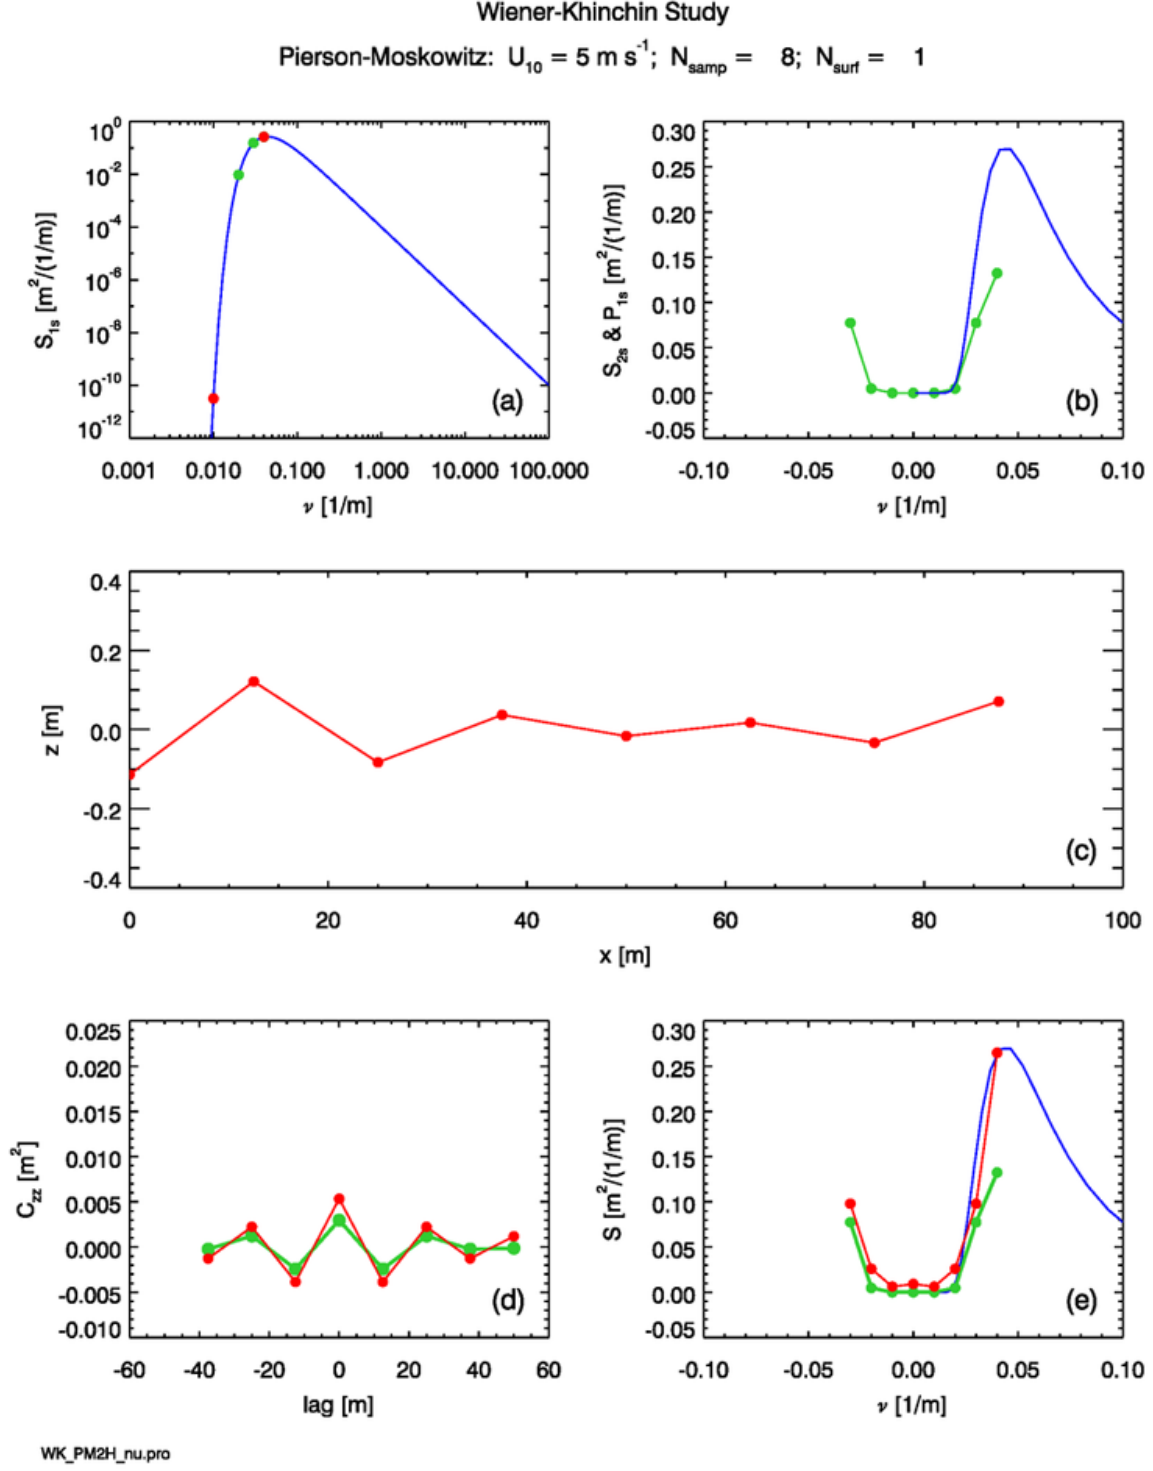 Wiener-Khinchin Study
Pierson-Moskowitz: U10 = 5 m s-1; Nsamp = 8; Nsurf = 1
S1s [m2/(1/m)]
10^0
10^-2
10^-4
10^-6
10^-8
10^-10
10^-12
(a)
0.001 0.010 0.100 1.000 10.000 100.000
ν [1/m]
S2s & P1s [m2/(1/m)]
0.30
0.25
0.20
0.15
0.10
0.05
0.00
-0.05
(b)
-0.10 -0.05 0.00 0.05 0.10
ν [1/m]
z [m]
0.4
0.2
0.0
-0.2
-0.4
(c)
0 20 40 60 80 100
x [m]
Czz [m2]
0.025
0.020
0.015
0.010
0.005
0.000
-0.005
-0.010
(d)
-60 -40 -20 0 20 40 60
lag [m]
S [m2/(1/m)]
0.30
0.25
0.20
0.15
0.10
0.05
0.00
-0.05
(e)
-0.10 -0.05 0.00 0.05 0.10
ν [1/m]
WK_PM2H_nu.pro